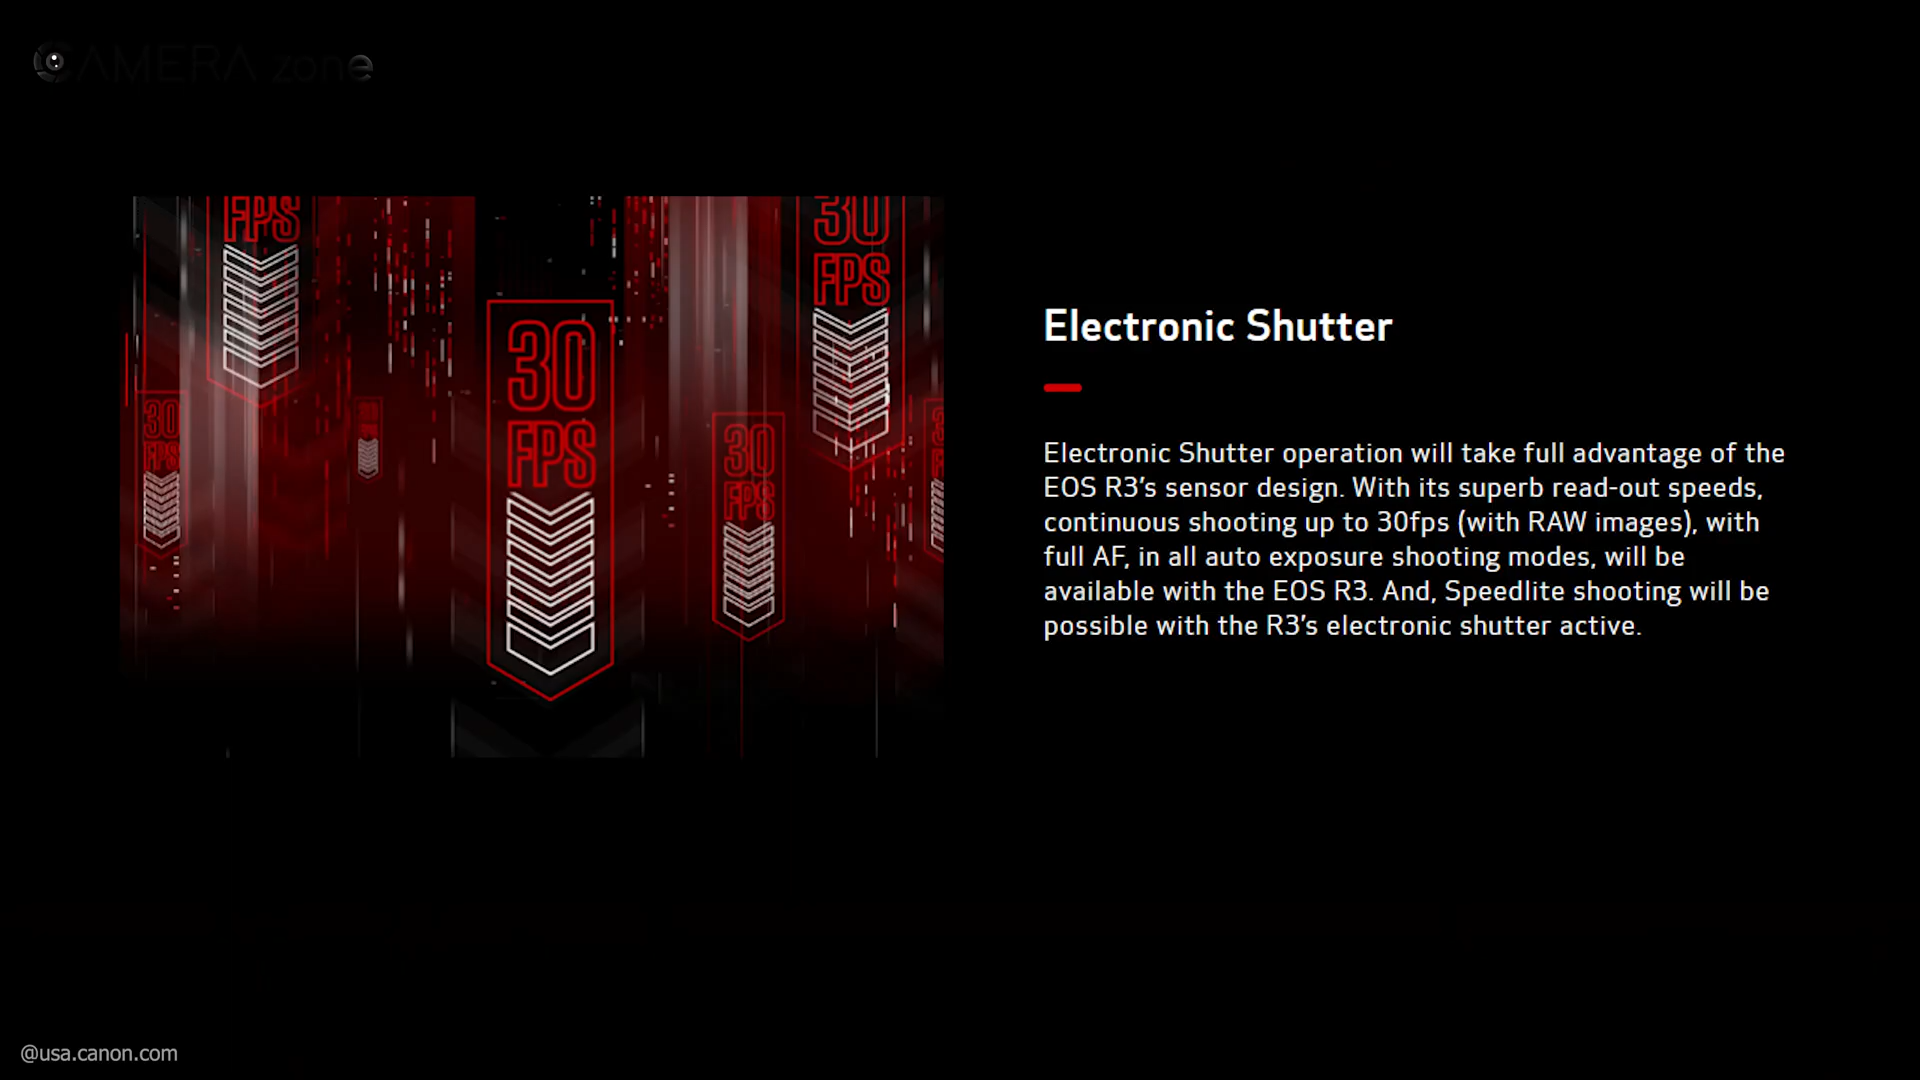 CAMERA zone
FPS
30
FPS
30
FPS
30
FPS
30
FPS
Electronic Shutter
Electronic Shutter operation will take full advantage of the
EOS R3’s sensor design. With its superb read-out speeds,
continuous shooting up to 30fps (with RAW images), with
full AF, in all auto exposure shooting modes, will be
available with the EOS R3. And, Speedlite shooting will be
possible with the R3’s electronic shutter active.
@usa.canon.com